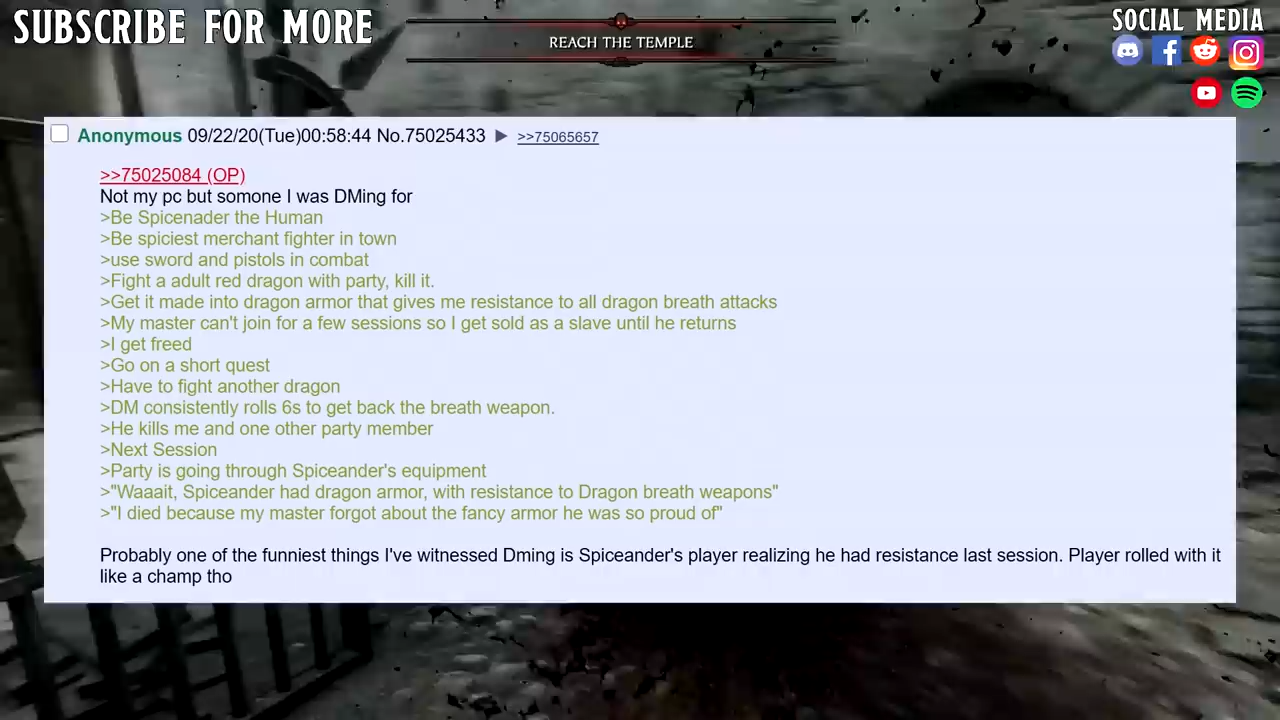 SUBSCRIBE FOR MORE
REACH THE TEMPLE
SOCIAL MEDIA
Anonymous 09/22/20(Tue)00:58:44 No.75025433 ▶ >>75065657
>>75025084 (OP)
Not my pc but somone I was DMing for
>Be Spicenader the Human
>Be spiciest merchant fighter in town
>use sword and pistols in combat
>Fight a adult red dragon with party, kill it.
>Get it made into dragon armor that gives me resistance to all dragon breath attacks
>My master can't join for a few sessions so I get sold as a slave until he returns
>I get freed
>Go on a short quest
>Have to fight another dragon
>DM consistently rolls 6s to get back the breath weapon.
>He kills me and one other party member
>Next Session
>Party is going through Spiceander's equipment
>"Waaait, Spiceander had dragon armor, with resistance to Dragon breath weapons"
>"I died because my master forgot about the fancy armor he was so proud of"
Probably one of the funniest things I've witnessed Dming is Spiceander's player realizing he had resistance last session. Player rolled with it
like a champ tho